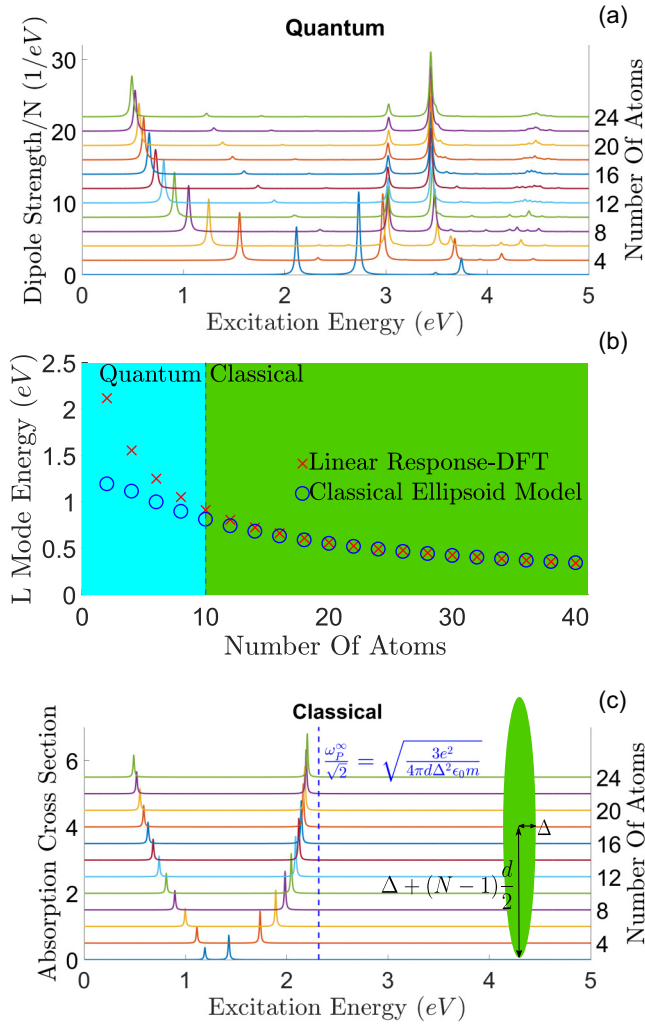 (a)
Quantum
Dipole Strength/N (1/eV)
30
20
10
0
24
20
16
12
8
4
Number Of Atoms
0 1 2 3 4 5
Excitation Energy (eV)
(b)
L Mode Energy (eV)
2.5
2
1.5
1
0.5
0
Quantum Classical
Linear Response-DFT
Classical Ellipsoid Model
0 10 20 30 40
Number Of Atoms
(c)
Classical
Absorption Cross Section
6
4
2
0
ω_P^∞/√2 = √(3e²/4πdΔ²ϵ₀m)
Δ
Δ + (N − 1)d/2
24
20
16
12
8
4
Number Of Atoms
0 1 2 3 4 5
Excitation Energy (eV)